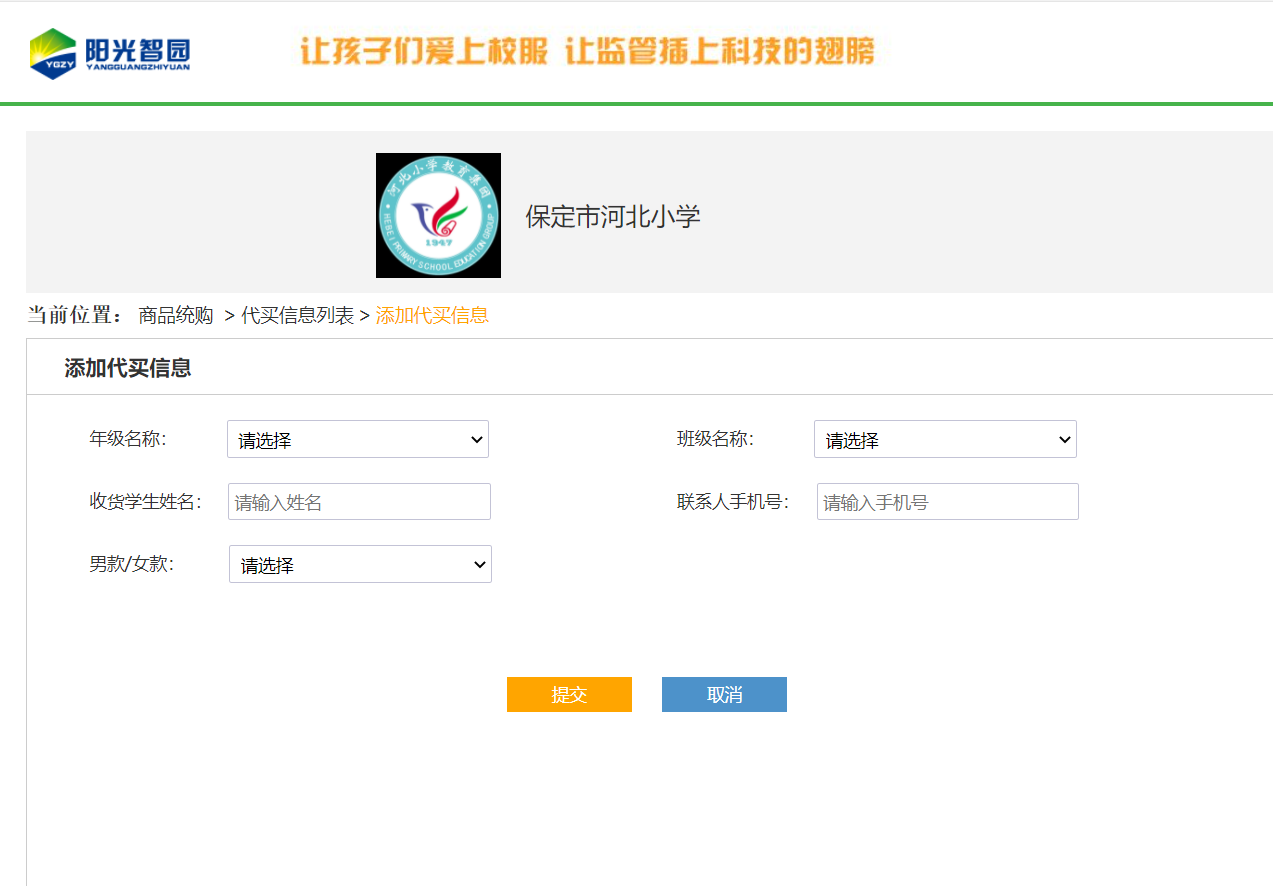 YGZY
阳光智园
YANGGUANGZHIYUAN
让孩子们爱上校服 让监管插上科技的翅膀
河北小学教育集团
1947
HEBEI PRIMARY SCHOOL EDUCATION GROUP
保定市河北小学
当前位置： 商品统购 > 代买信息列表 > 添加代买信息
添加代买信息
年级名称： 请选择 班级名称： 请选择
收货学生姓名： 请输入姓名 联系人手机号： 请输入手机号
男款/女款： 请选择
提交 取消